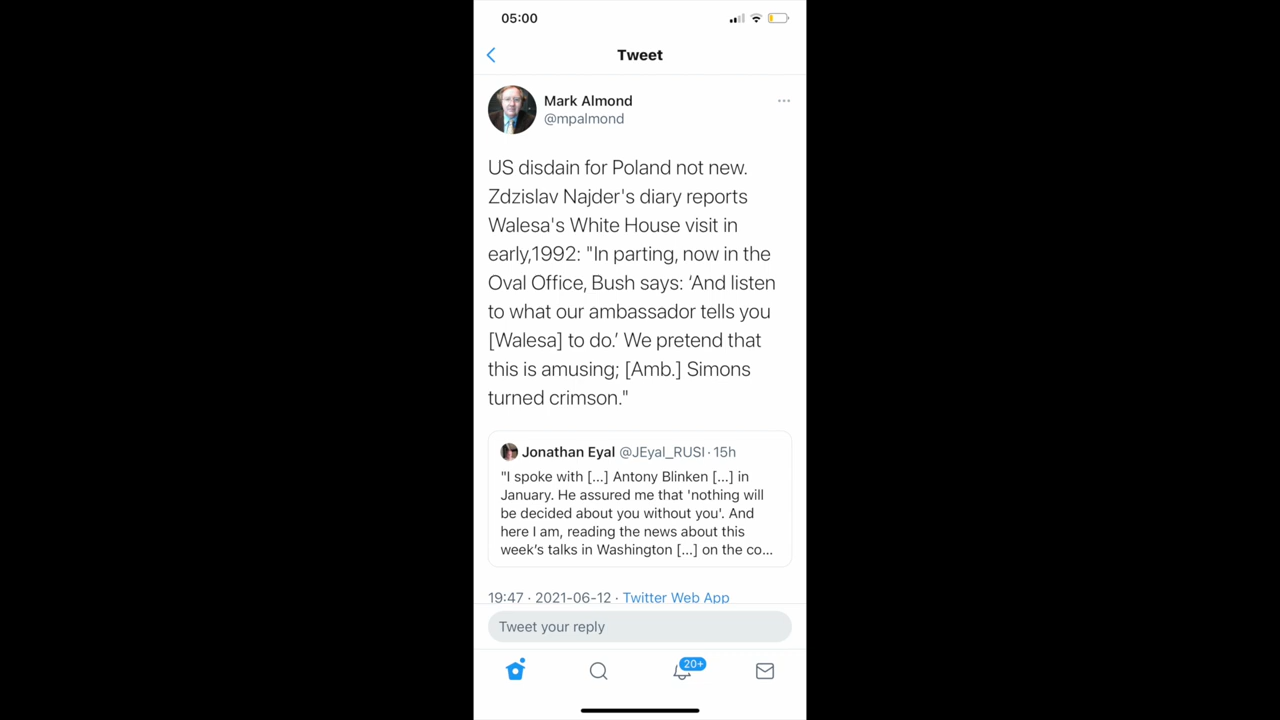 05:00
Tweet
Mark Almond
@mpalmond
US disdain for Poland not new.
Zdzislav Najder's diary reports
Walesa's White House visit in
early,1992: "In parting, now in the
Oval Office, Bush says: ‘And listen
to what our ambassador tells you
[Walesa] to do.’ We pretend that
this is amusing; [Amb.] Simons
turned crimson."
Jonathan Eyal @JEyal_RUSI · 15h
"I spoke with [...] Antony Blinken [...] in
January. He assured me that 'nothing will
be decided about you without you'. And
here I am, reading the news about this
week’s talks in Washington [...] on the co...
19:47 · 2021-06-12 · Twitter Web App
Tweet your reply
20+